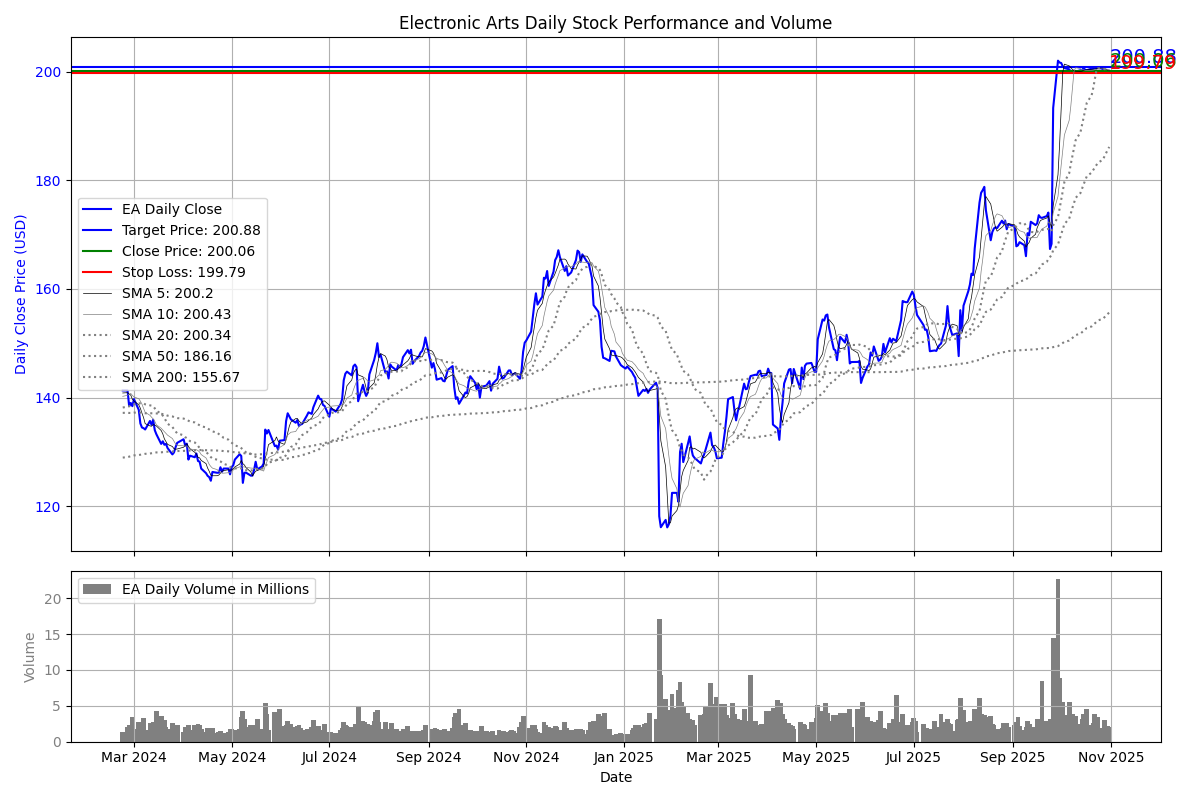 Electronic Arts Daily Stock Performance and Volume
200.88
200.06
199.79
200
180
160
140
120
Daily Close Price (USD)
EA Daily Close
Target Price: 200.88
Close Price: 200.06
Stop Loss: 199.79
SMA 5: 200.2
SMA 10: 200.43
SMA 20: 200.34
SMA 50: 186.16
SMA 200: 155.67
EA Daily Volume in Millions
20
15
10
5
0
Volume
Mar 2024 May 2024 Jul 2024 Sep 2024 Nov 2024 Jan 2025 Mar 2025 May 2025 Jul 2025 Sep 2025 Nov 2025
Date